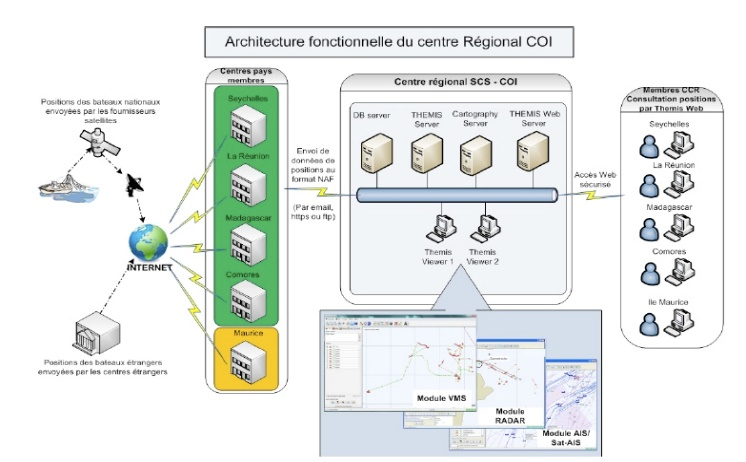 Architecture fonctionnelle du centre Régional COI
Centres pays
membres
Centre régional SCS - COI
Membres CCR
Consultation positions
par Themis Web
Positions des bateaux nationaux
envoyées par les fournisseurs
satellites
INTERNET
Positions des bateaux étrangers
envoyées par les centres étrangers
Seychelles
La Réunion
Madagascar
Comores
Maurice
Envoi de
données de
positions au
format NAF
(Par email,
https ou ftp)
DB server
THEMIS
Server
Cartography
Server
THEMIS Web
Server
Themis
Viewer 1
Themis
Viewer 2
Accès Web
sécurisé
Seychelles
La Réunion
Madagascar
Comores
Ile Maurice
Module VMS
Module
RADAR
Module AIS/
Sat-AIS